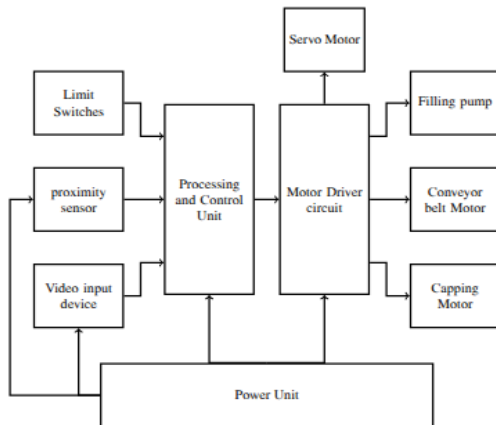 Servo Motor
Limit
Switches
Filling pump
proximity
sensor
Processing
and Control
Unit
Motor Driver
circuit
Conveyor
belt Motor
Video input
device
Capping
Motor
Power Unit